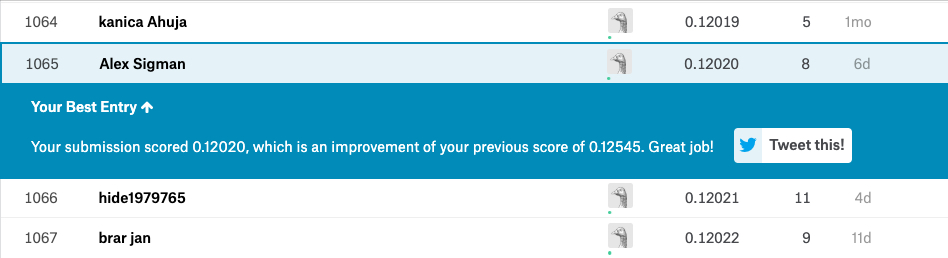 1064 kanica Ahuja 0.12019 5 1mo
1065 Alex Sigman 0.12020 8 6d
Your Best Entry
Your submission scored 0.12020, which is an improvement of your previous score of 0.12545. Great job! Tweet this!
1066 hide1979765 0.12021 11 4d
1067 brar jan 0.12022 9 11d